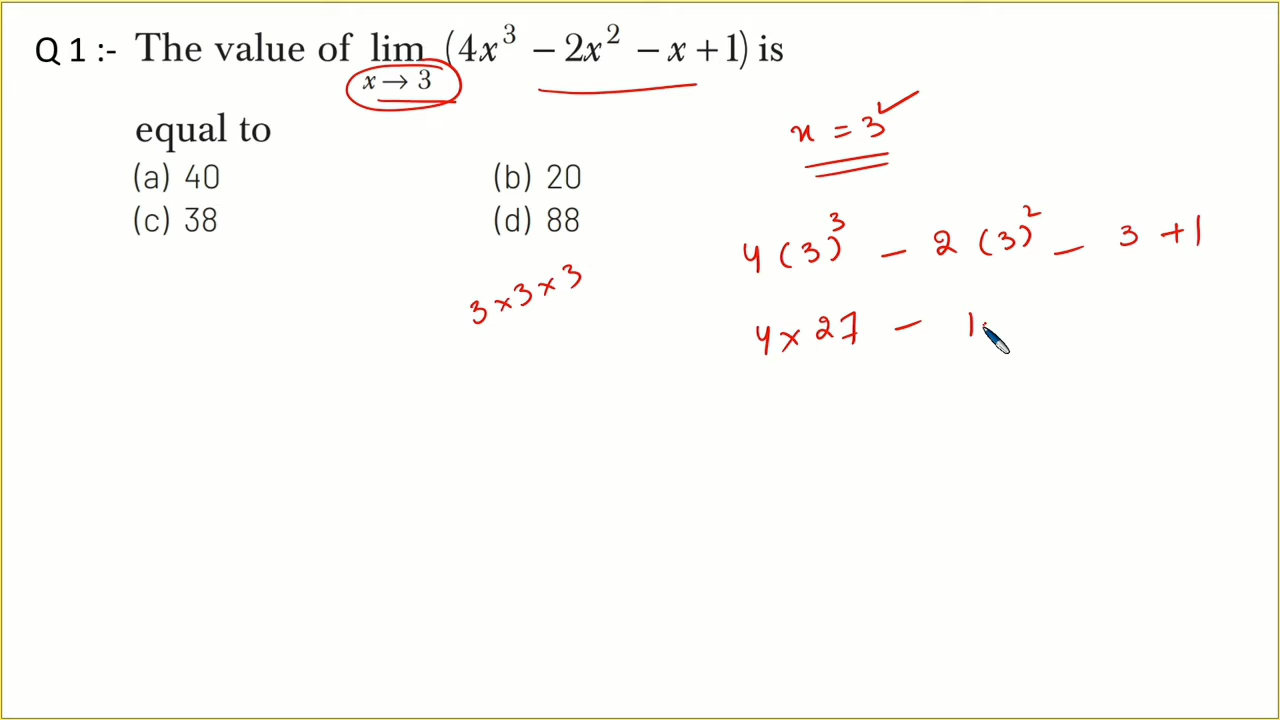 Q 1 :- The value of lim (4x³ − 2x² − x + 1) is
x → 3
equal to
x = 3
(a) 40 (b) 20
(c) 38 (d) 88
4 (3)³ − 2 (3)² − 3 + 1
3 × 3 × 3
4 × 27 − 1